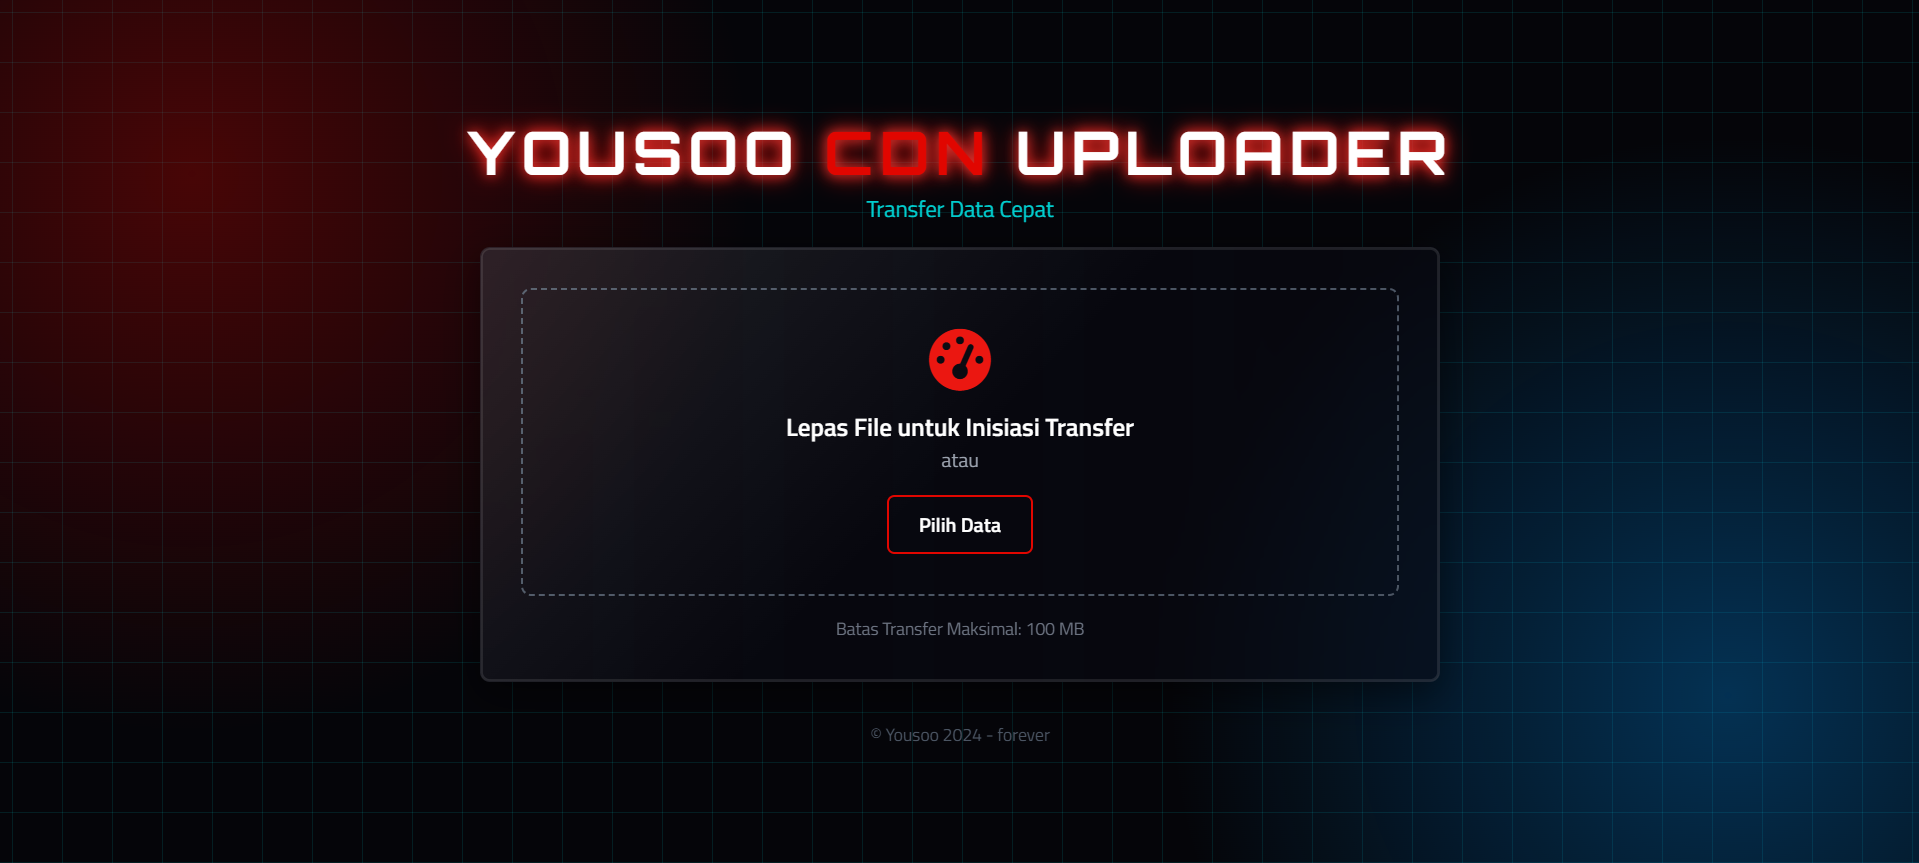 YOUSOO CDN UPLOADER
Transfer Data Cepat
Lepas File untuk Inisiasi Transfer
atau
Pilih Data
Batas Transfer Maksimal: 100 MB
© Yousoo 2024 - forever